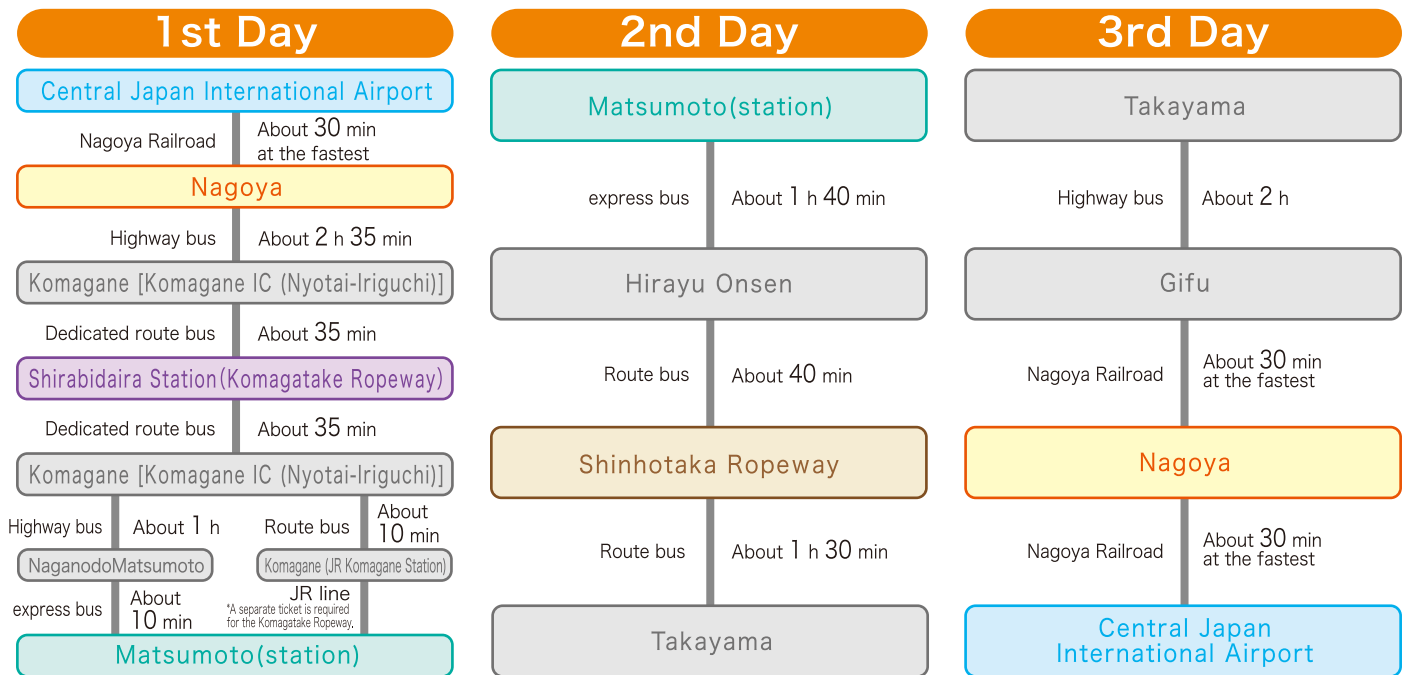 1st Day
Central Japan International Airport
Nagoya Railroad
About 30 min
at the fastest
Nagoya
Highway bus
About 2 h 35 min
Komagane [Komagane IC (Nyotai-Iriguchi)]
Dedicated route bus
About 35 min
Shirabidaira Station(Komagatake Ropeway)
Dedicated route bus
About 35 min
Komagane [Komagane IC (Nyotai-Iriguchi)]
Highway bus
About 1 h
Route bus
About
10 min
NaganodoMatsumoto
Komagane (JR Komagane Station)
express bus
About
10 min
JR line
*A separate ticket is required
for the Komagatake Ropeway.
Matsumoto(station)
2nd Day
Matsumoto(station)
express bus
About 1 h 40 min
Hirayu Onsen
Route bus
About 40 min
Shinhotaka Ropeway
Route bus
About 1 h 30 min
Takayama
3rd Day
Takayama
Highway bus
About 2 h
Gifu
Nagoya Railroad
About 30 min
at the fastest
Nagoya
Nagoya Railroad
About 30 min
at the fastest
Central Japan
International Airport